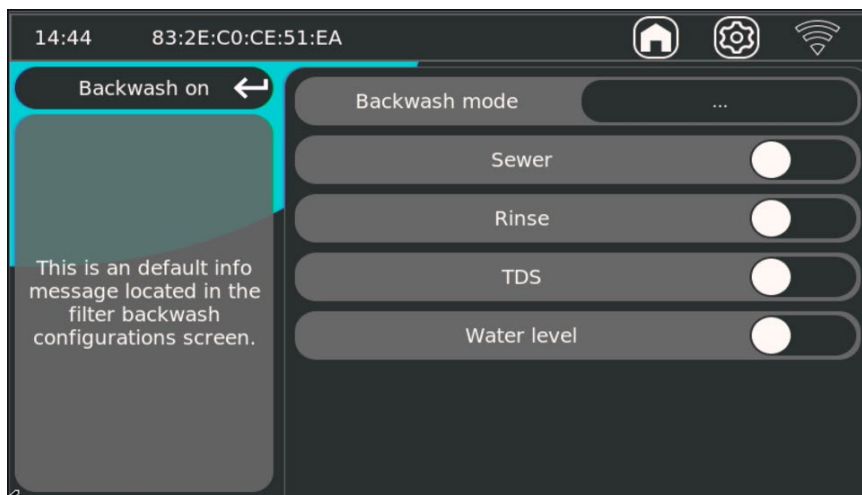 14:44 83:2E:C0:CE:51:EA
Backwash on
This is an default info
message located in the
filter backwash
configurations screen.
Backwash mode ...
Sewer
Rinse
TDS
Water level